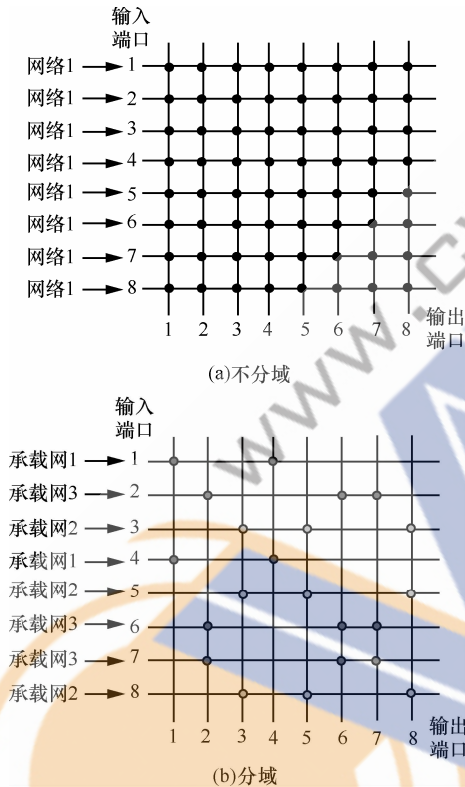 输入
端口
网络1 1
网络1 2
网络1 3
网络1 4
网络1 5
网络1 6
网络1 7
网络1 8
1 2 3 4 5 6 7 8
输出
端口
(a)不分域
www.c
输入
端口
承载网1 1
承载网3 2
承载网2 3
承载网1 4
承载网2 5
承载网3 6
承载网3 7
承载网2 8
1 2 3 4 5 6 7 8
输出
端口
(b)分域